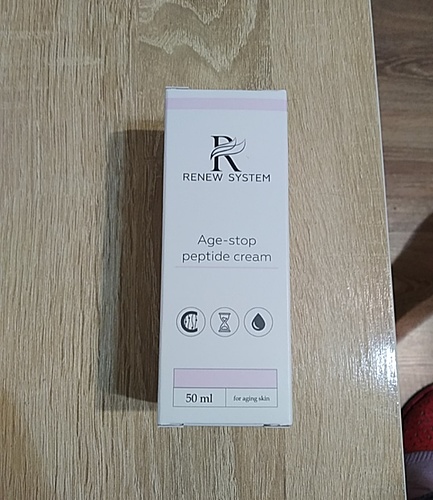 R
RENEW SYSTEM
Age-stop
peptide cream
50 ml
for aging skin